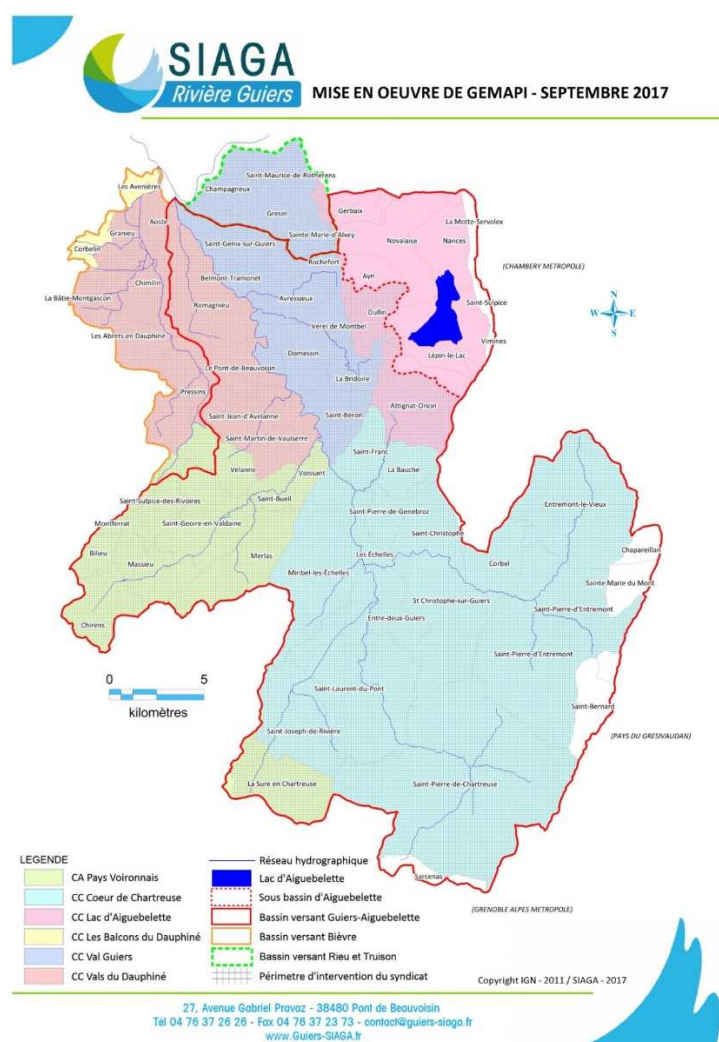 SIAGA
Rivière Guiers
MISE EN OEUVRE DE GEMAPI - SEPTEMBRE 2017
Saint-Maurice-de-Rotherens
Les Avenières
Champagneux
Gerbaix
Gresin
La Motte-Servolex
Aoste
Sainte-Marie-d'Alvey
Novalaise
Nances
Granieu
Saint-Genix-sur-Guiers
Corbelin
Rochefort
(CHAMBERY METROPOLE)
Ayn
Chimilin
Belmont-Tramonet
N
W E
S
La Bâtie-Montgascon
Avressieux
Saint-Sulpice
Romagnieu
Dullin
Verel de Montbel
Les Abrets en Dauphiné
Vimines
Domessin
Lépin-le-Lac
Le Pont-de-Beauvoisin
La Bridoire
Pressins
Attignat-Oncin
Saint-Jean-d'Avelanne
Saint-Béron
Saint-Martin-de-Vaulserre
Saint-Franc
Velanne
Voissant
La Bauche
Saint-Sulpice-des-Rivoires
Saint-Bueil
Entremont-le-Vieux
Montferrat
Saint-Geoire-en-Valdaine
Saint-Pierre-de-Genebroz
Saint-Christophe
Bilieu
Merlas
Les Échelles
Chapareillan
Massieu
Miribel-les-Échelles
Corbel
Sainte Marie du Mont
St Christophe-sur-Guiers
Saint-Pierre-d'Entremont
Chirens
Entre-deux-Guiers
Saint-Pierre-d'Entremont
0 5
kilomètres
Saint-Laurent-du-Pont
Saint-Bernard
Saint-Joseph-de-Rivière
(PAYS DU GRESIVAUDAN)
La Sure en Chartreuse
Saint-Pierre-de-Chartreuse
Sarcenas
(GRENOBLE ALPES METROPOLE)
LEGENDE
CA Pays Voironnais
CC Coeur de Chartreuse
CC Lac d'Aiguebelette
CC Les Balcons du Dauphiné
CC Val Guiers
CC Vals du Dauphiné
Réseau hydrographique
Lac d'Aiguebelette
Sous bassin d'Aiguebelette
Bassin versant Guiers-Aiguebelette
Bassin versant Bièvre
Bassin versant Rieu et Truison
Périmetre d'intervention du syndicat
Copyright IGN - 2011 / SIAGA - 2017
27, Avenue Gabriel Pravaz - 38480 Pont de Beauvoisin
Tél 04 76 37 26 26 - Fax 04 76 37 23 73 - contact@guiers-siaga.fr
www.Guiers-SIAGA.fr